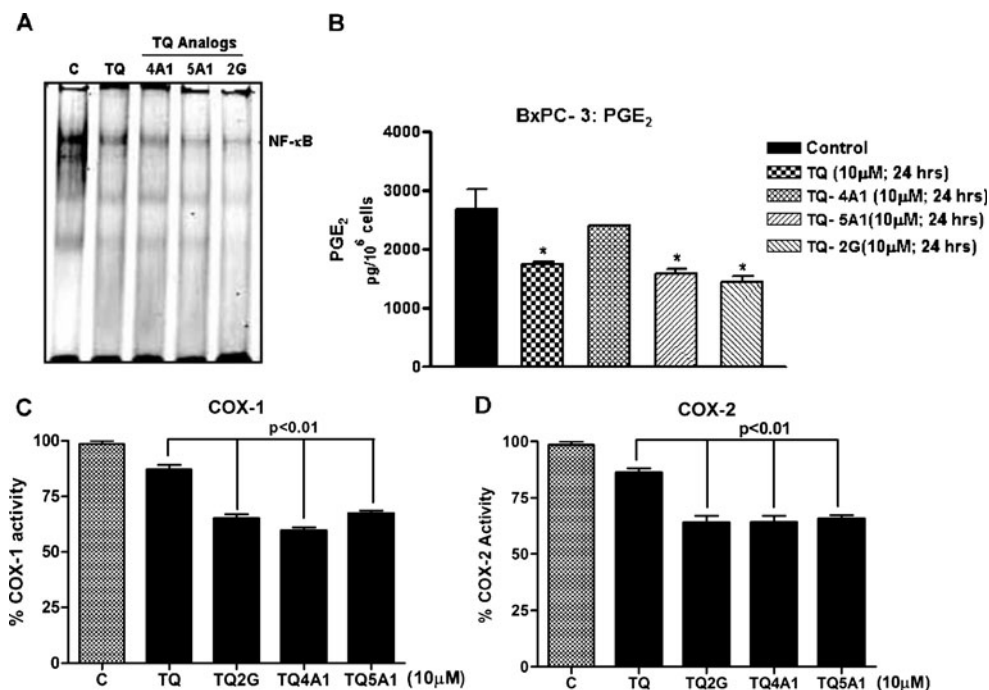 A
TQ Analogs
C TQ 4A1 5A1 2G
NF-κB
B
BxPC- 3: PGE2
PGE2
pg/10^6 cells
4000
3000
2000
1000
0
*
*
*
Control
TQ (10μM; 24 hrs)
TQ- 4A1 (10μM; 24 hrs)
TQ- 5A1(10μM; 24 hrs)
TQ- 2G(10μM; 24 hrs)
C
COX-1
p<0.01
% COX-1 activity
100
75
50
25
0
C TQ TQ2G TQ4A1 TQ5A1 (10μM)
D
COX-2
p<0.01
% COX-2 Activity
100
75
50
25
0
C TQ TQ2G TQ4A1 TQ5A1 (10μM)